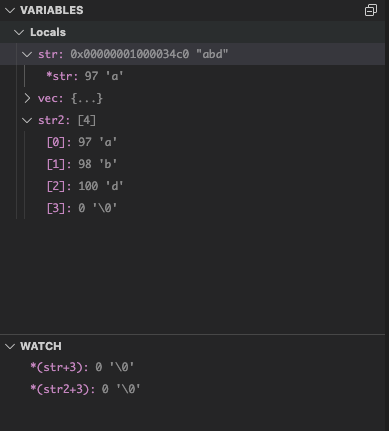 VARIABLES
Locals
str: 0x00000001000034c0 "abd"
*str: 97 'a'
vec: {...}
str2: [4]
[0]: 97 'a'
[1]: 98 'b'
[2]: 100 'd'
[3]: 0 '\0'
WATCH
*(str+3): 0 '\0'
*(str2+3): 0 '\0'